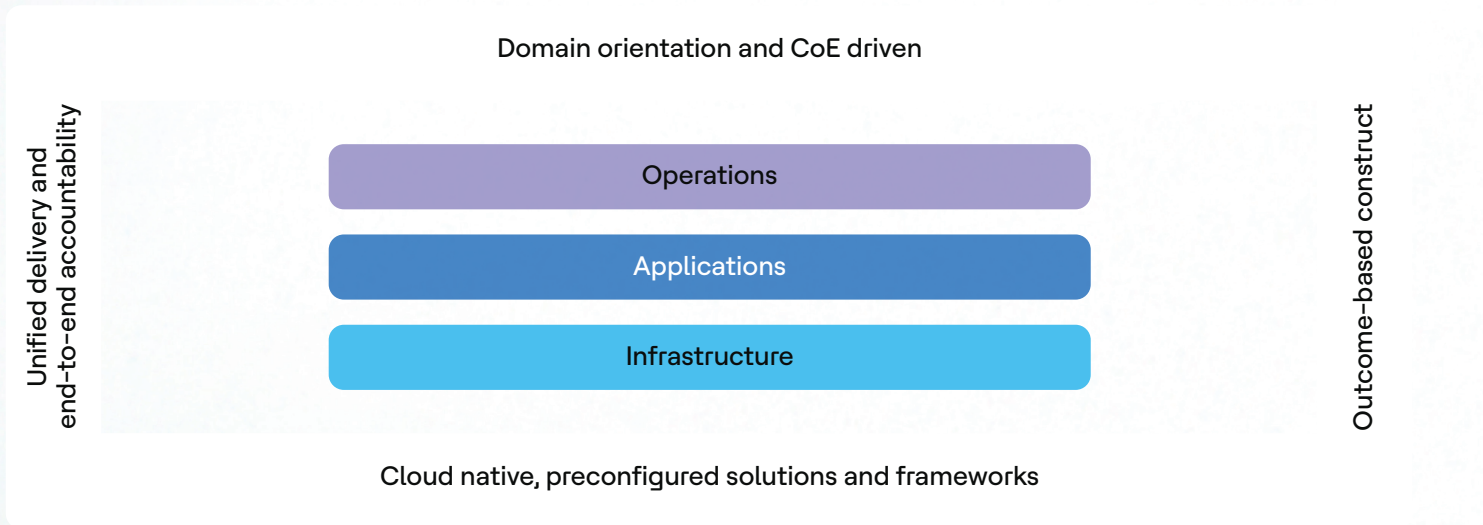 Domain orientation and CoE driven
Unified delivery and
end-to-end accountability
Operations
Applications
Infrastructure
Outcome-based construct
Cloud native, preconfigured solutions and frameworks